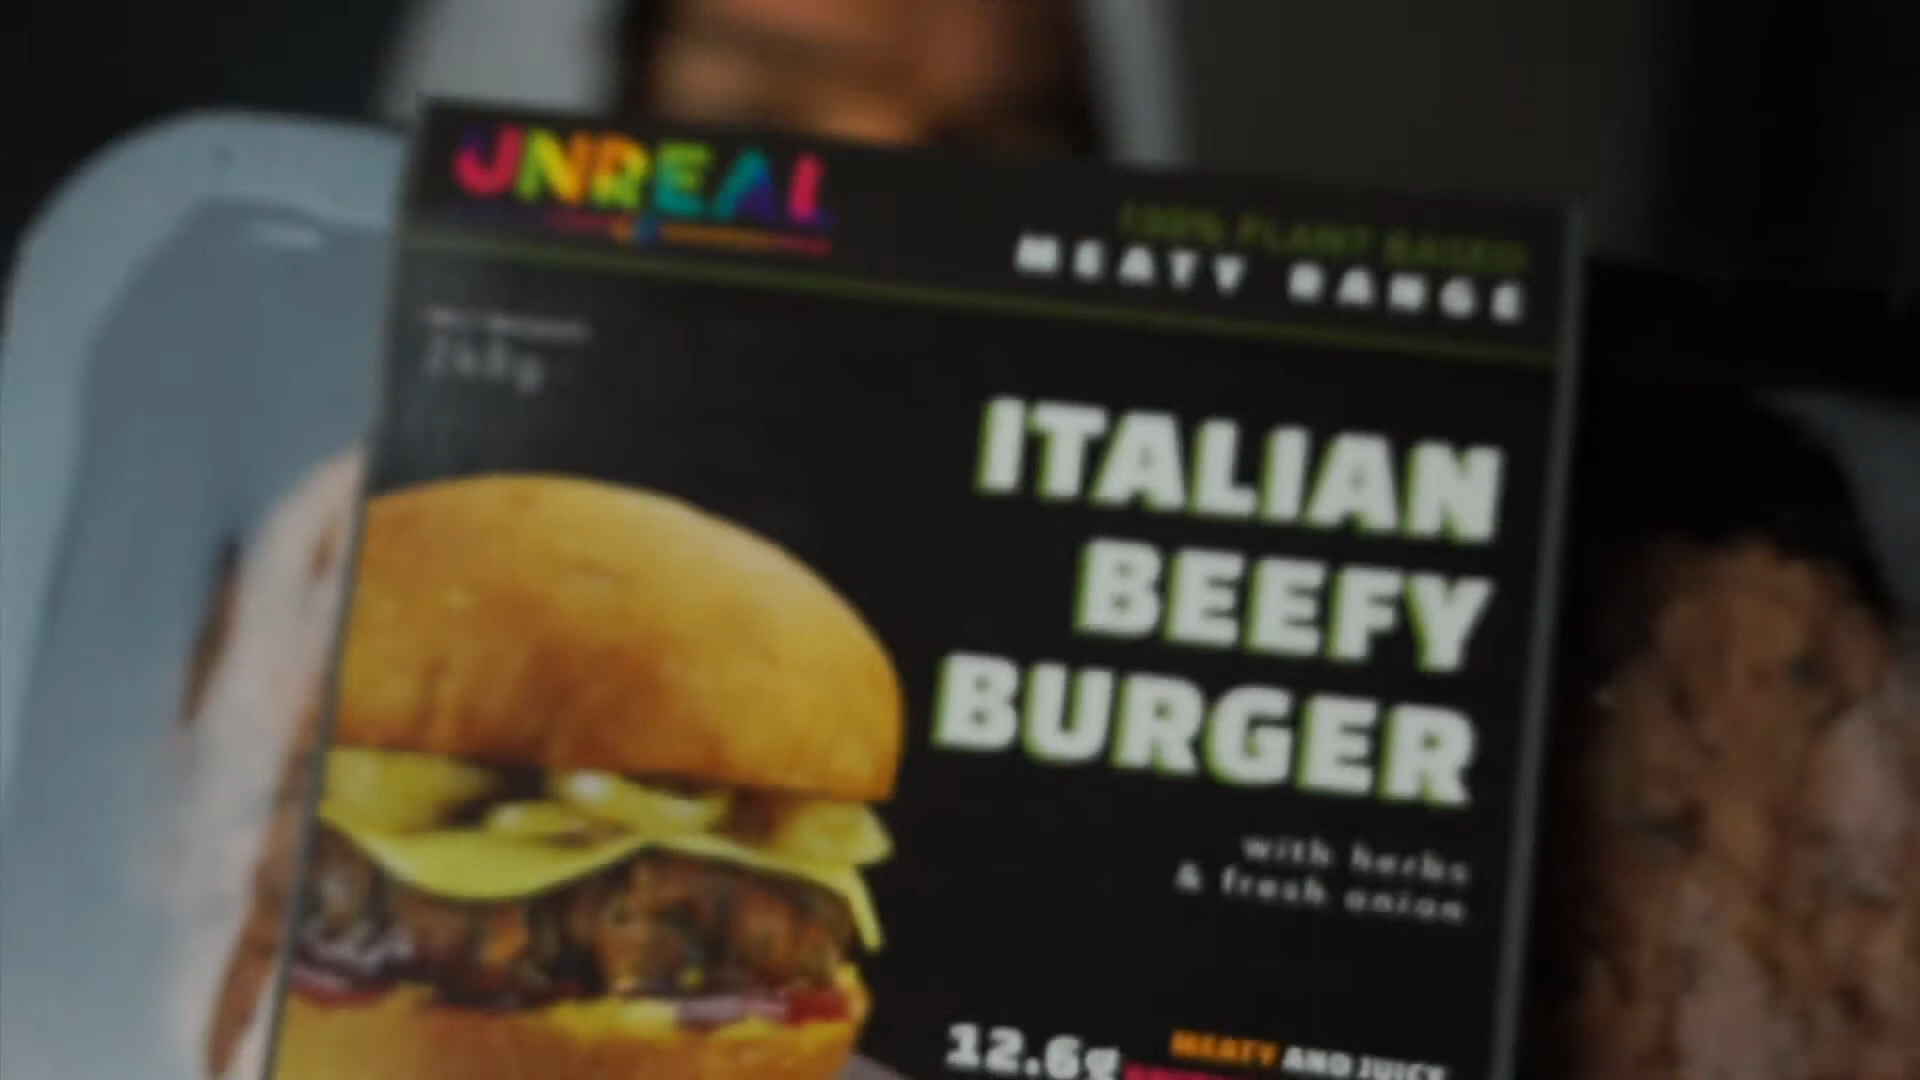 UNREAL
100% PLANT BASED
MEATY RANGE
ITALIAN
BEEFY
BURGER
with herbs
& fresh onion
12.6g
MEATY AND JUICY